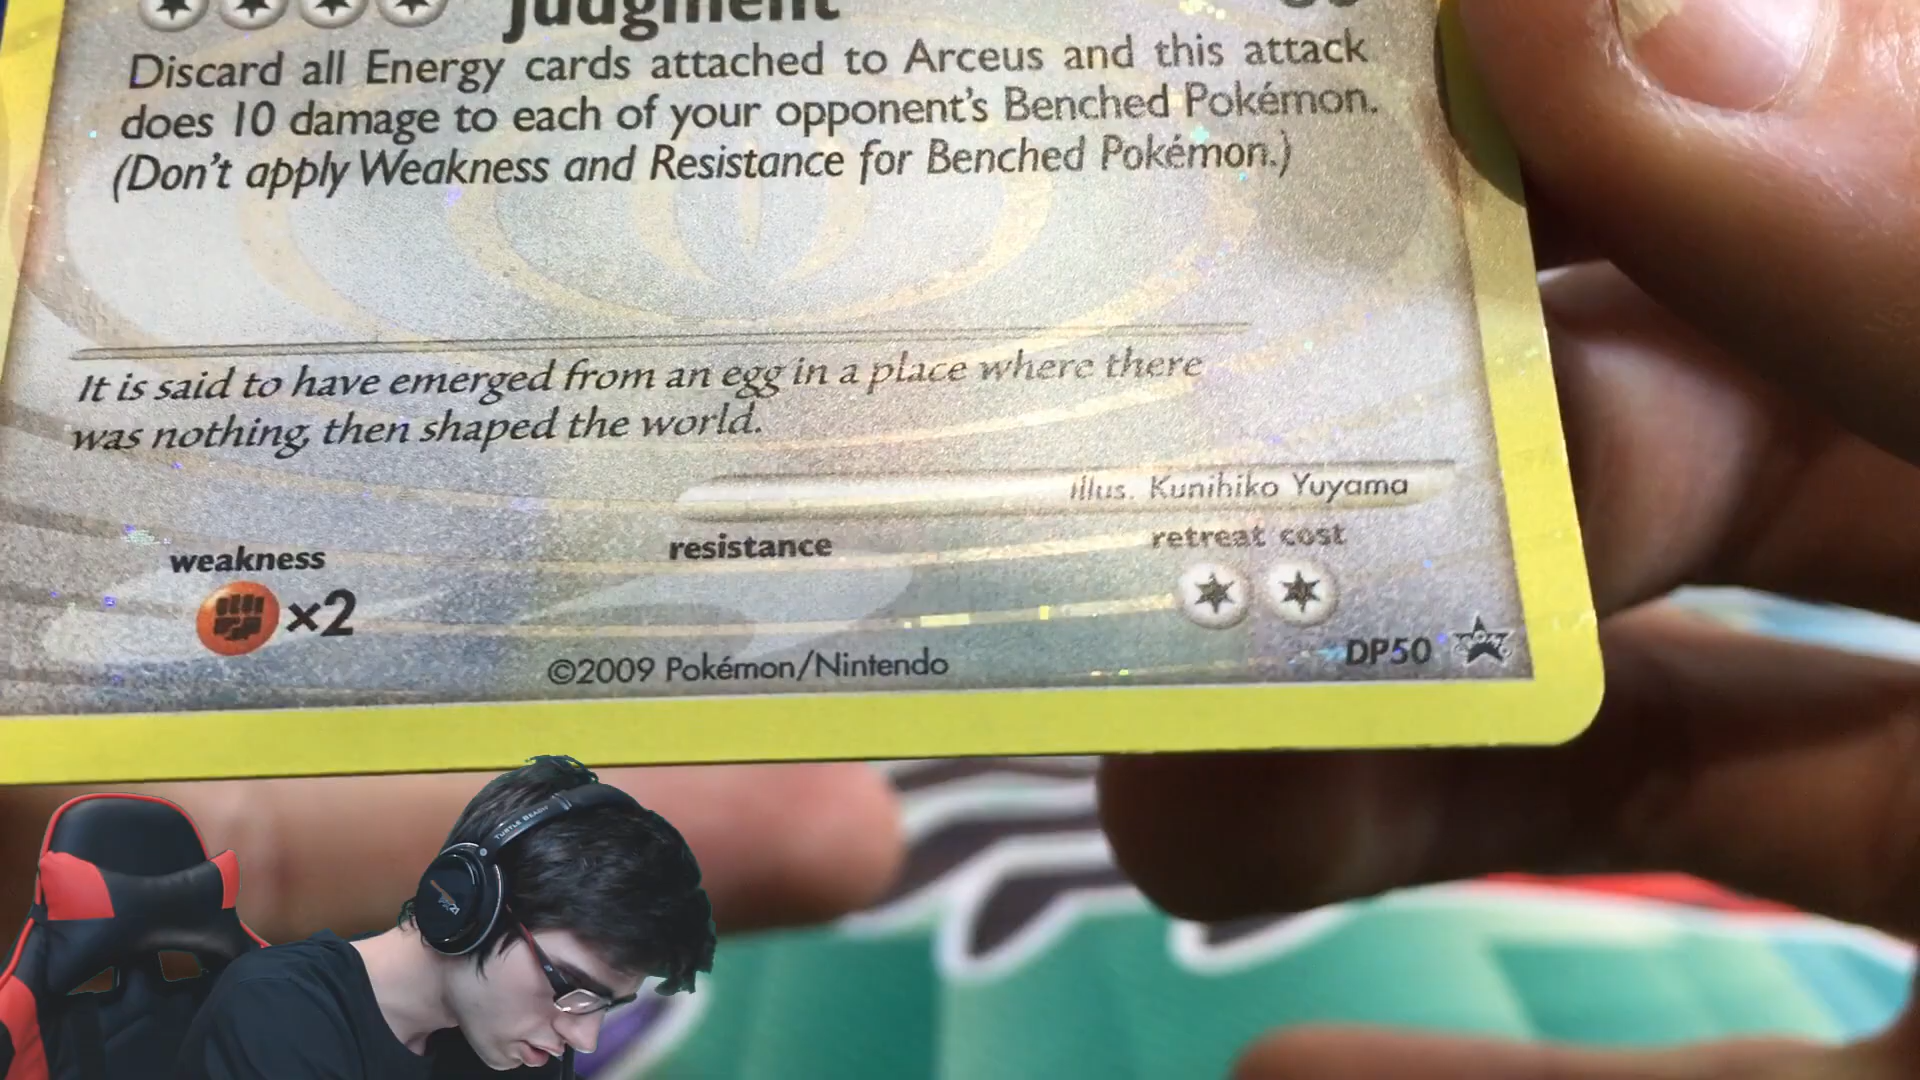 Judgment
Discard all Energy cards attached to Arceus and this attack
does 10 damage to each of your opponent's Benched Pokémon.
(Don't apply Weakness and Resistance for Benched Pokémon.)
It is said to have emerged from an egg in a place where there
was nothing, then shaped the world.
Illus. Kunihiko Yuyama
weakness
resistance
retreat cost
×2
©2009 Pokémon/Nintendo
DP50
TURTLE BEACH